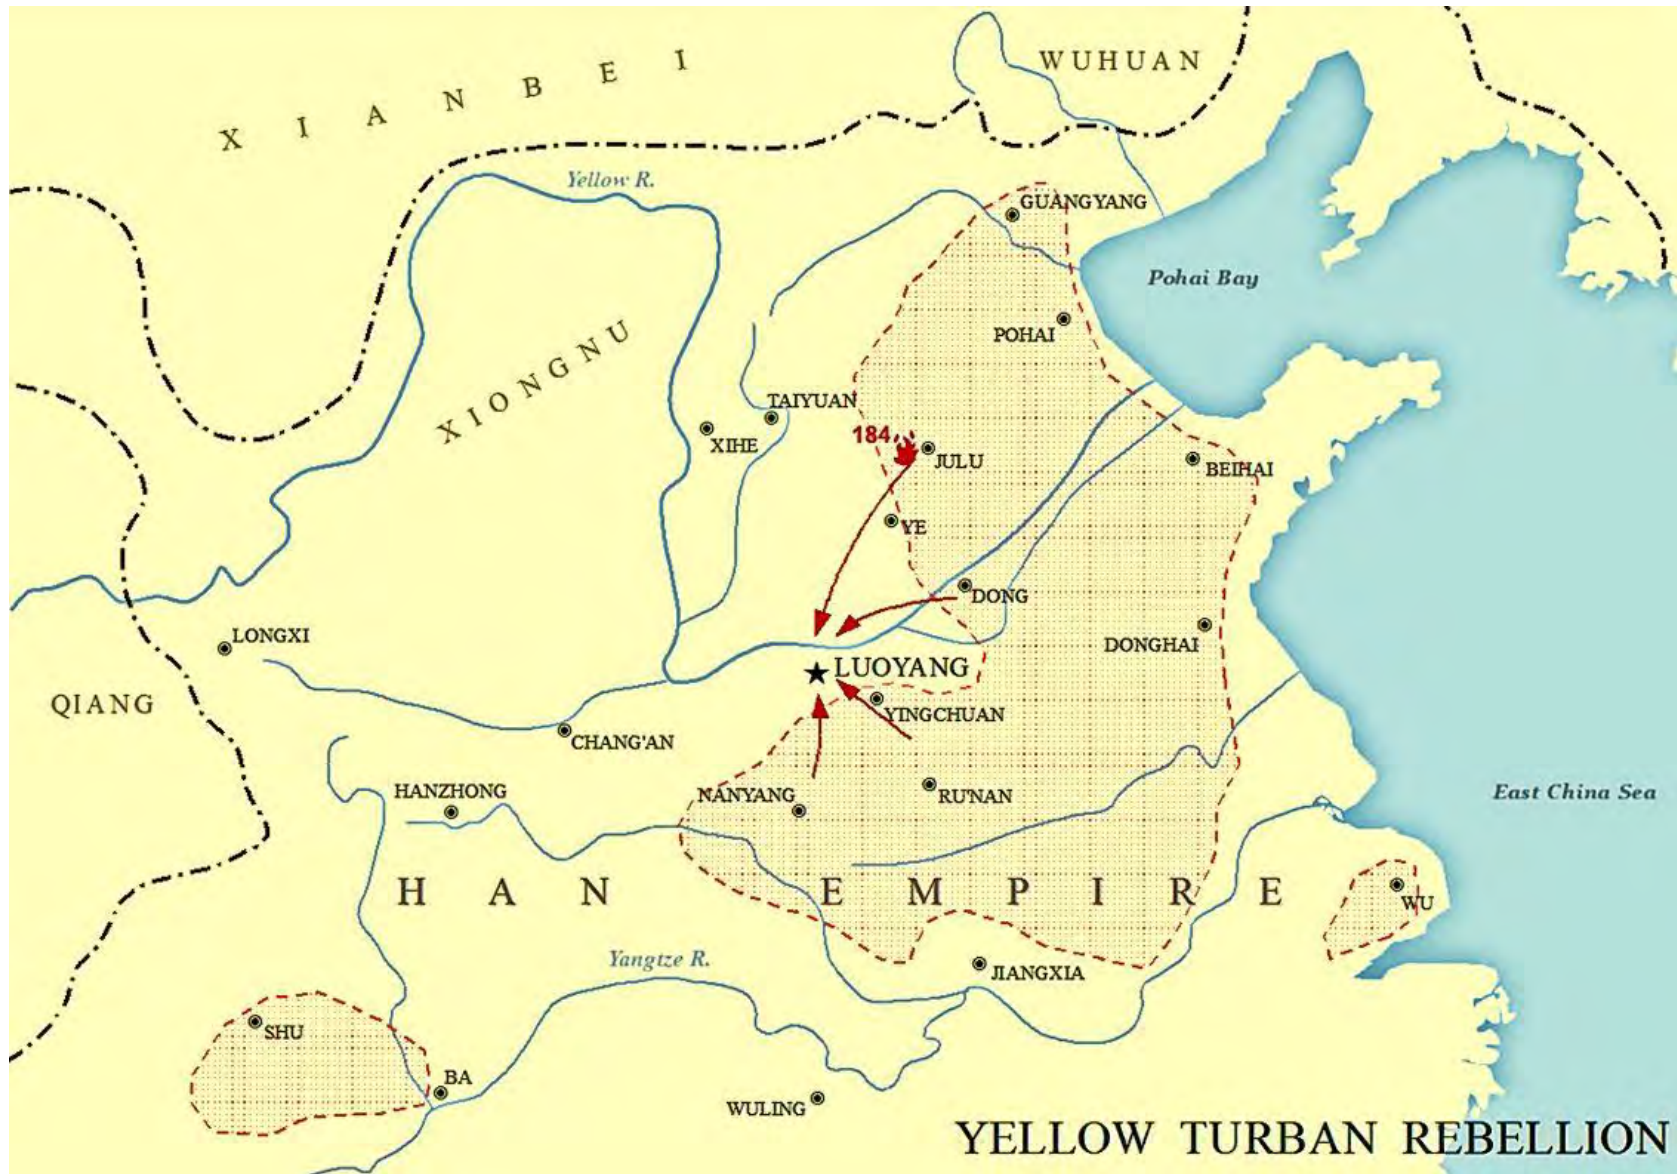 XIANBEI
WUHUAN
Yellow R.
GUANGYANG
Pohai Bay
POHAI
XIONGNU
TAIYUAN
XIHE
184
JULU
BEIHAI
YE
DONG
LONGXI
DONGHAI
LUOYANG
QIANG
YINGCHUAN
CHANG'AN
HANZHONG
NANYANG
RU'NAN
East China Sea
HAN EMPIRE
WU
Yangtze R.
JIANGXIA
SHU
BA
WULING
YELLOW TURBAN REBELLION